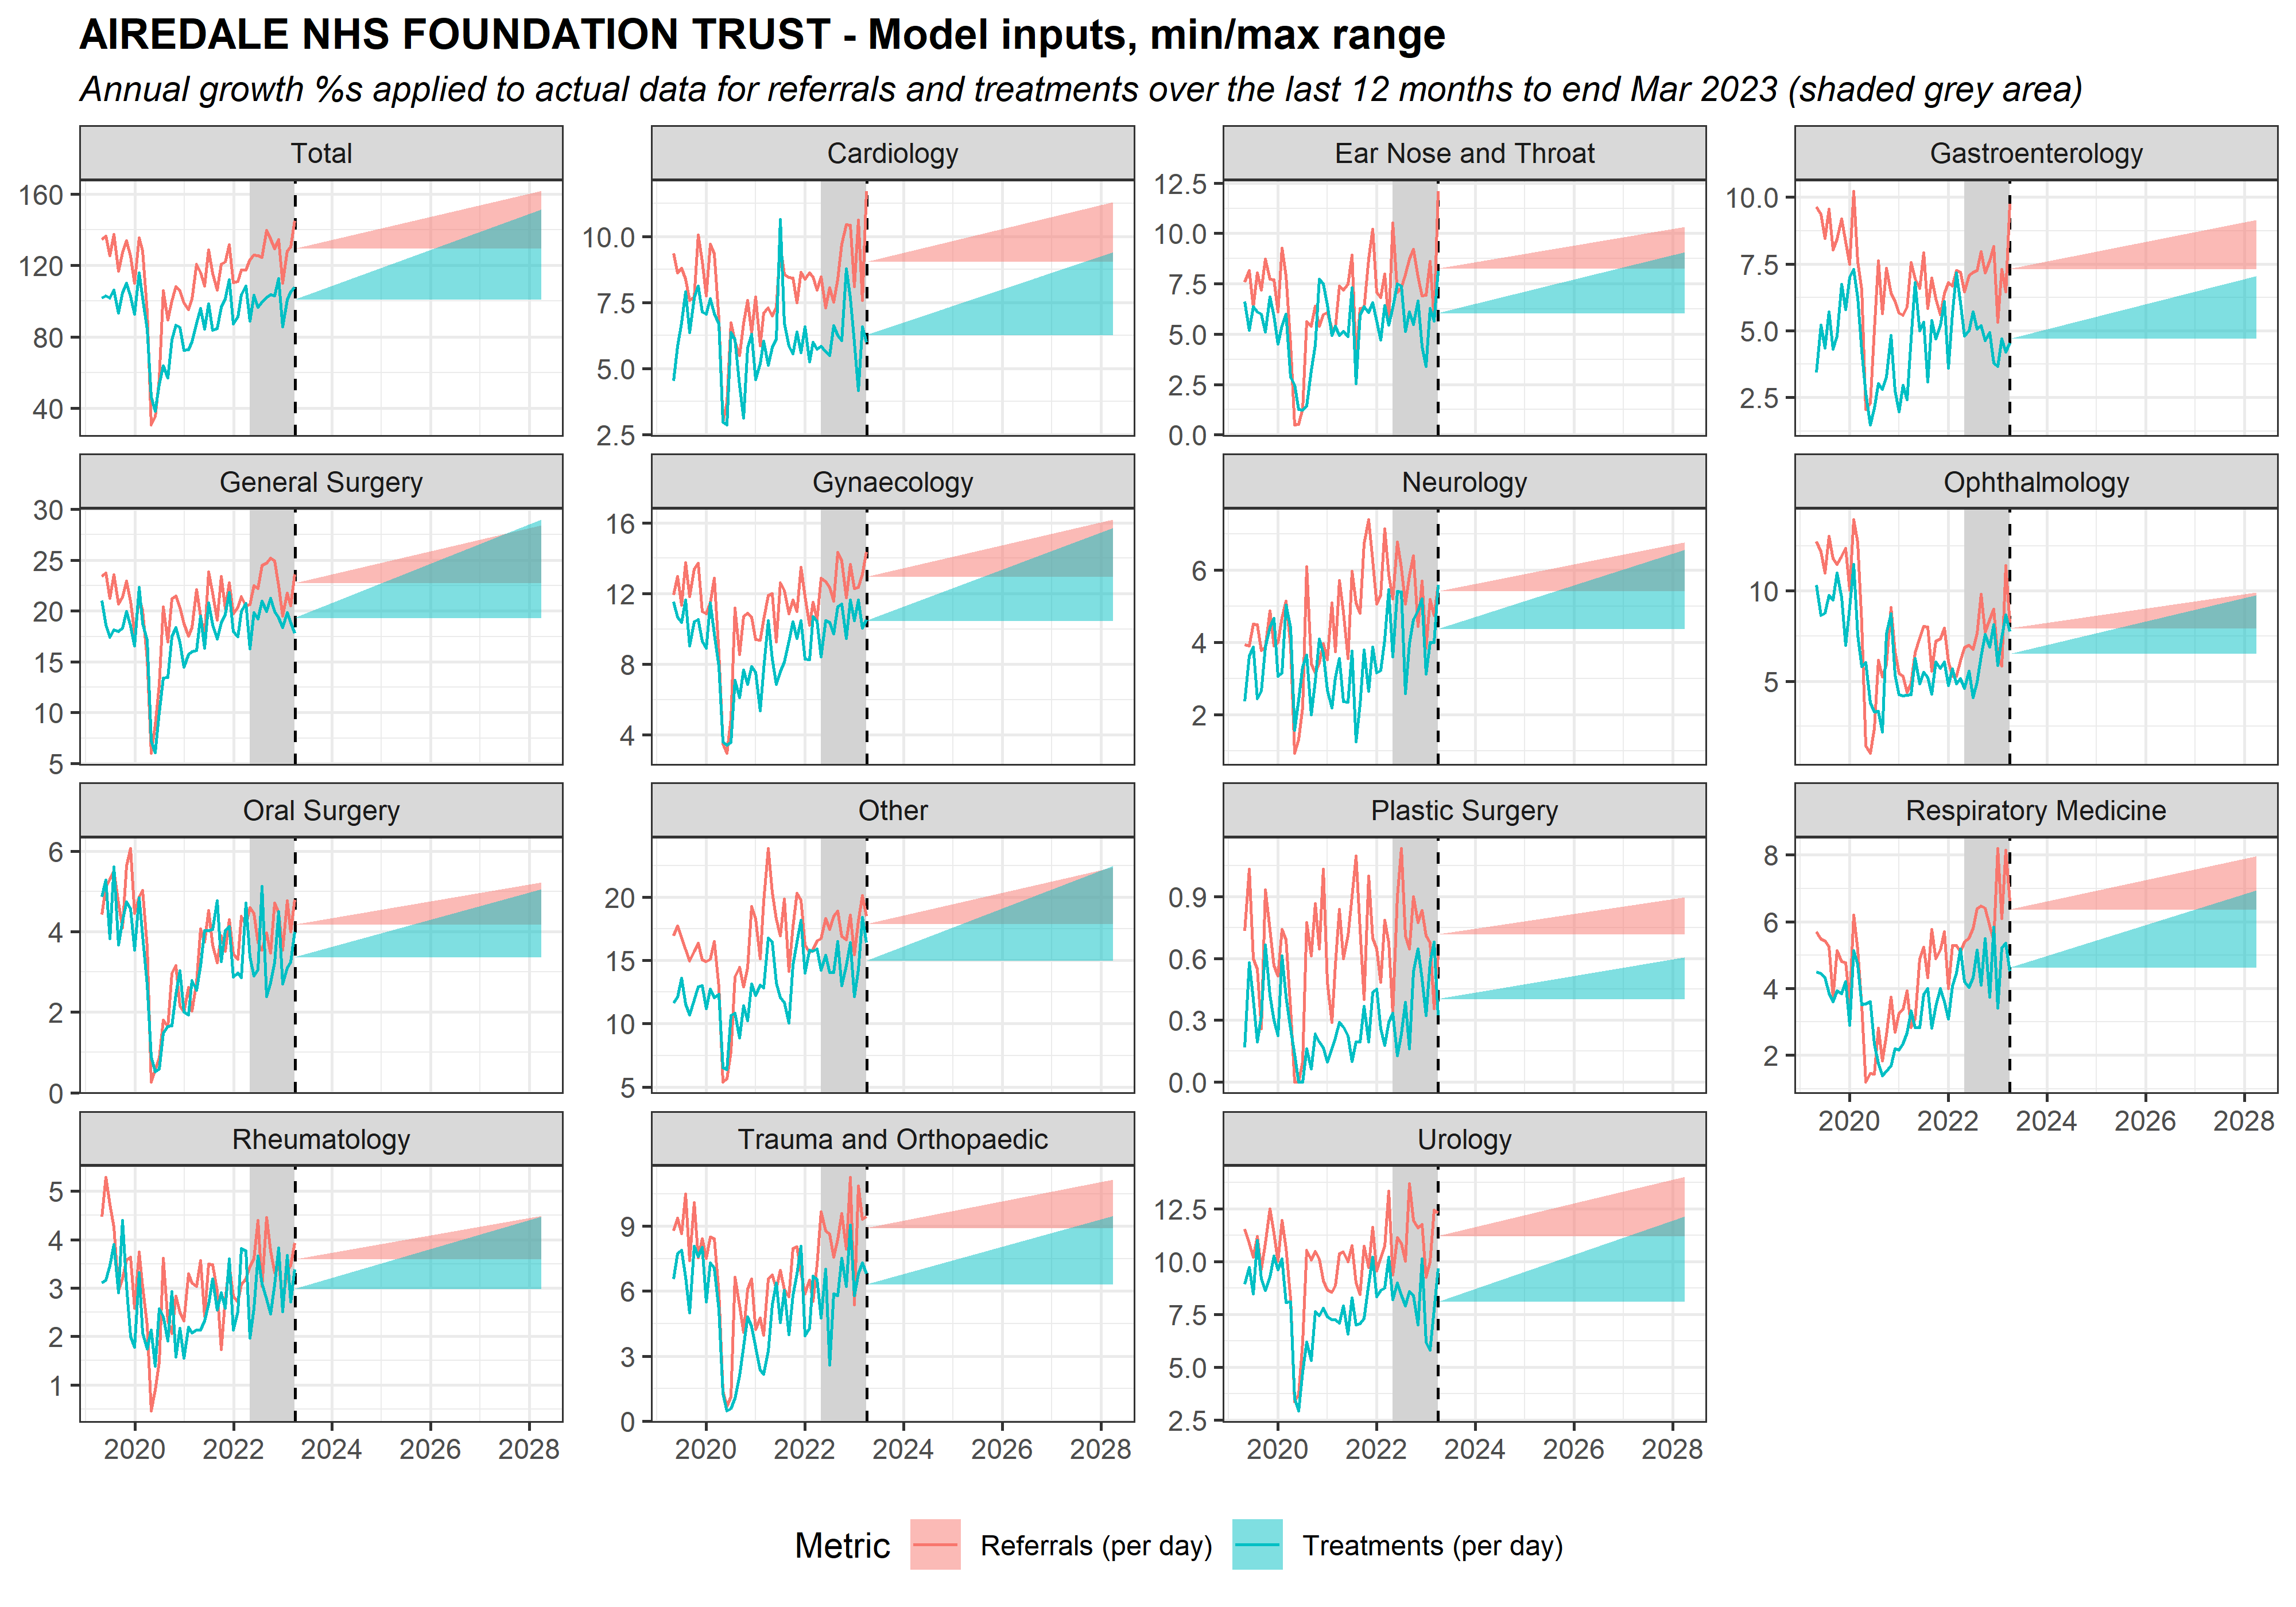 AIREDALE NHS FOUNDATION TRUST - Model inputs, min/max range
Annual growth %s applied to actual data for referrals and treatments over the last 12 months to end Mar 2023 (shaded grey area)
Total
160
120
80
40
Cardiology
10.0
7.5
5.0
2.5
Ear Nose and Throat
12.5
10.0
7.5
5.0
2.5
0.0
Gastroenterology
10.0
7.5
5.0
2.5
General Surgery
30
25
20
15
10
5
Gynaecology
16
12
8
4
Neurology
6
4
2
Ophthalmology
10
5
Oral Surgery
6
4
2
0
Other
20
15
10
5
Plastic Surgery
0.9
0.6
0.3
0.0
Respiratory Medicine
8
6
4
2
2020 2022 2024 2026 2028
Rheumatology
5
4
3
2
1
2020 2022 2024 2026 2028
Trauma and Orthopaedic
9
6
3
0
2020 2022 2024 2026 2028
Urology
12.5
10.0
7.5
5.0
2.5
2020 2022 2024 2026 2028
Metric Referrals (per day) Treatments (per day)